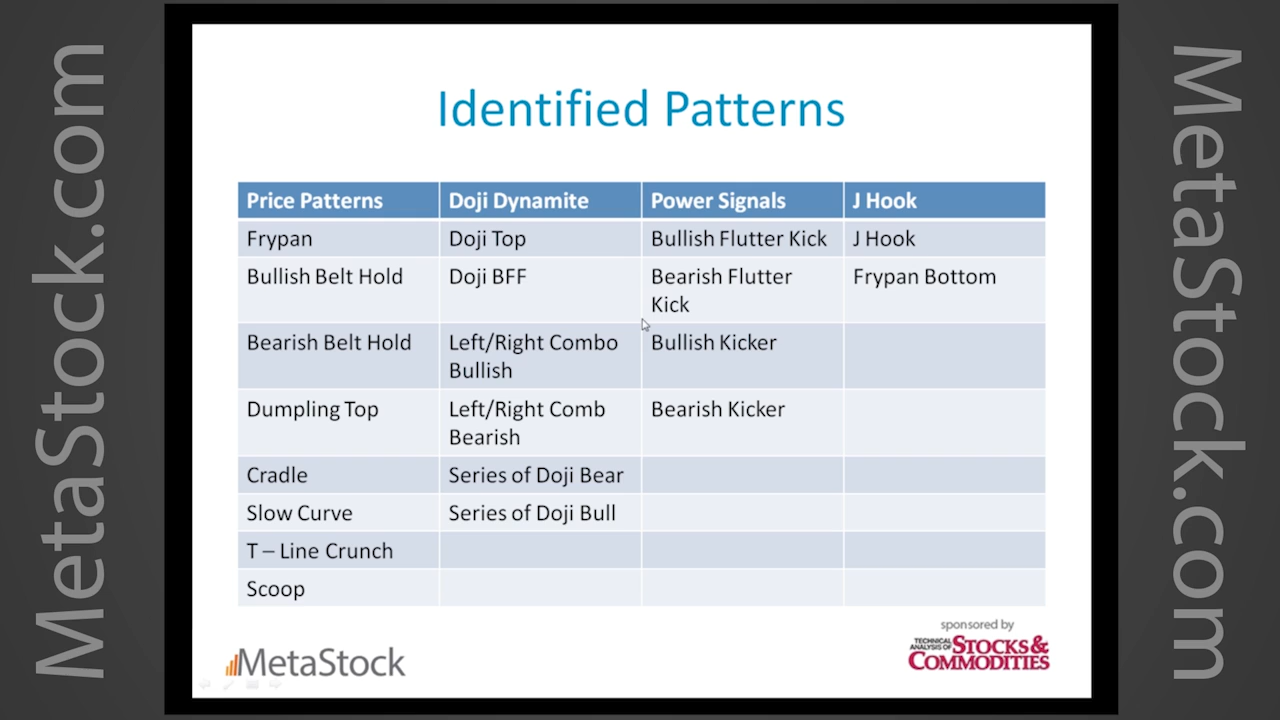 MetaStock.com
Identified Patterns
Price Patterns Doji Dynamite Power Signals J Hook
Frypan Doji Top Bullish Flutter Kick J Hook
Bullish Belt Hold Doji BFF Bearish Flutter Frypan Bottom
Kick
Bearish Belt Hold Left/Right Combo Bullish Kicker
Bullish
Dumpling Top Left/Right Comb Bearish Kicker
Bearish
Cradle Series of Doji Bear
Slow Curve Series of Doji Bull
T – Line Crunch
Scoop
MetaStock
sponsored by
TECHNICAL
ANALYSIS OF STOCKS &
COMMODITIES
MetaStock.com